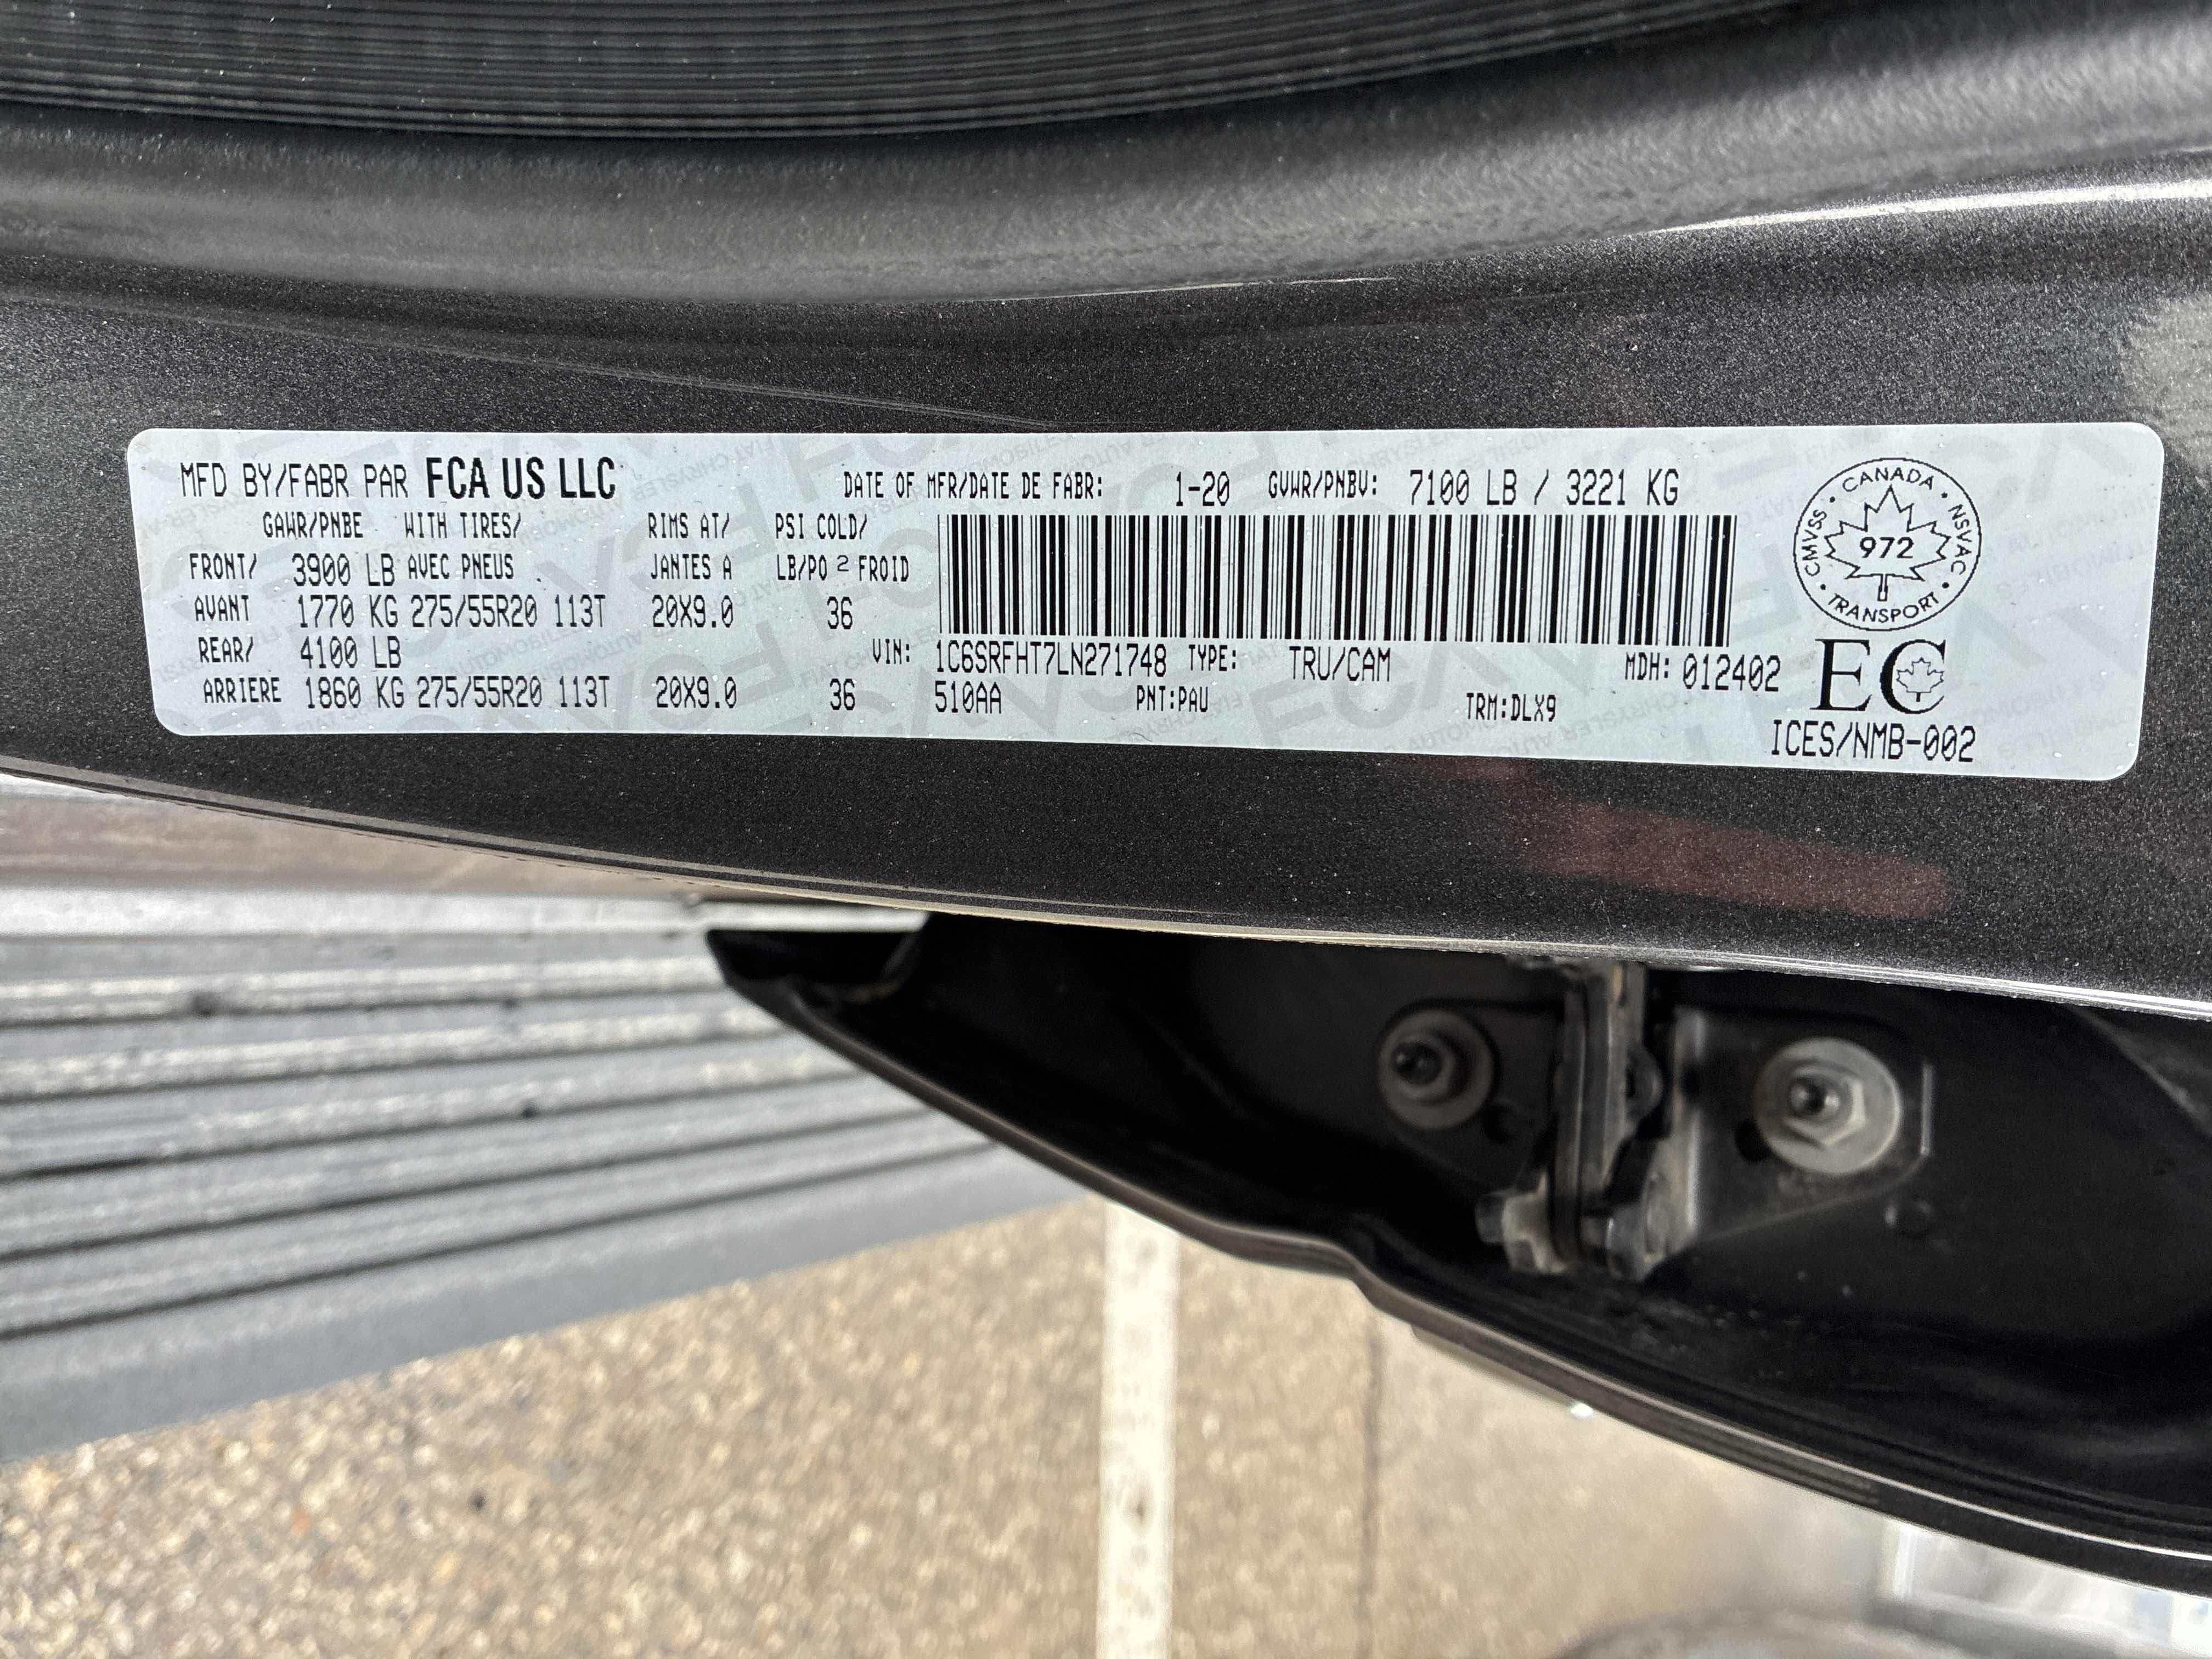 MFD BY/FABR PAR FCA US LLC DATE OF MFR/DATE DE FABR: 1-20 GVWR/PNBV: 7100 LB / 3221 KG
GAWR/PNBE WITH TIRES/ RIMS AT/ PSI COLD/
FRONT/ 3900 LB AVEC PNEUS JANTES A LB/PO 2 FROID
AVANT 1770 KG 275/55R20 113T 20X9.0 36
REAR/ 4100 LB VIN: 1C6SRFHT7LN271748 TYPE: TRU/CAM MDH: 012402
ARRIERE 1860 KG 275/55R20 113T 20X9.0 36 510AA PNT:PAU TRM:DLX9
CANADA
CMVSS 972 NSVAC
TRANSPORT
EC
ICES/NMB-002